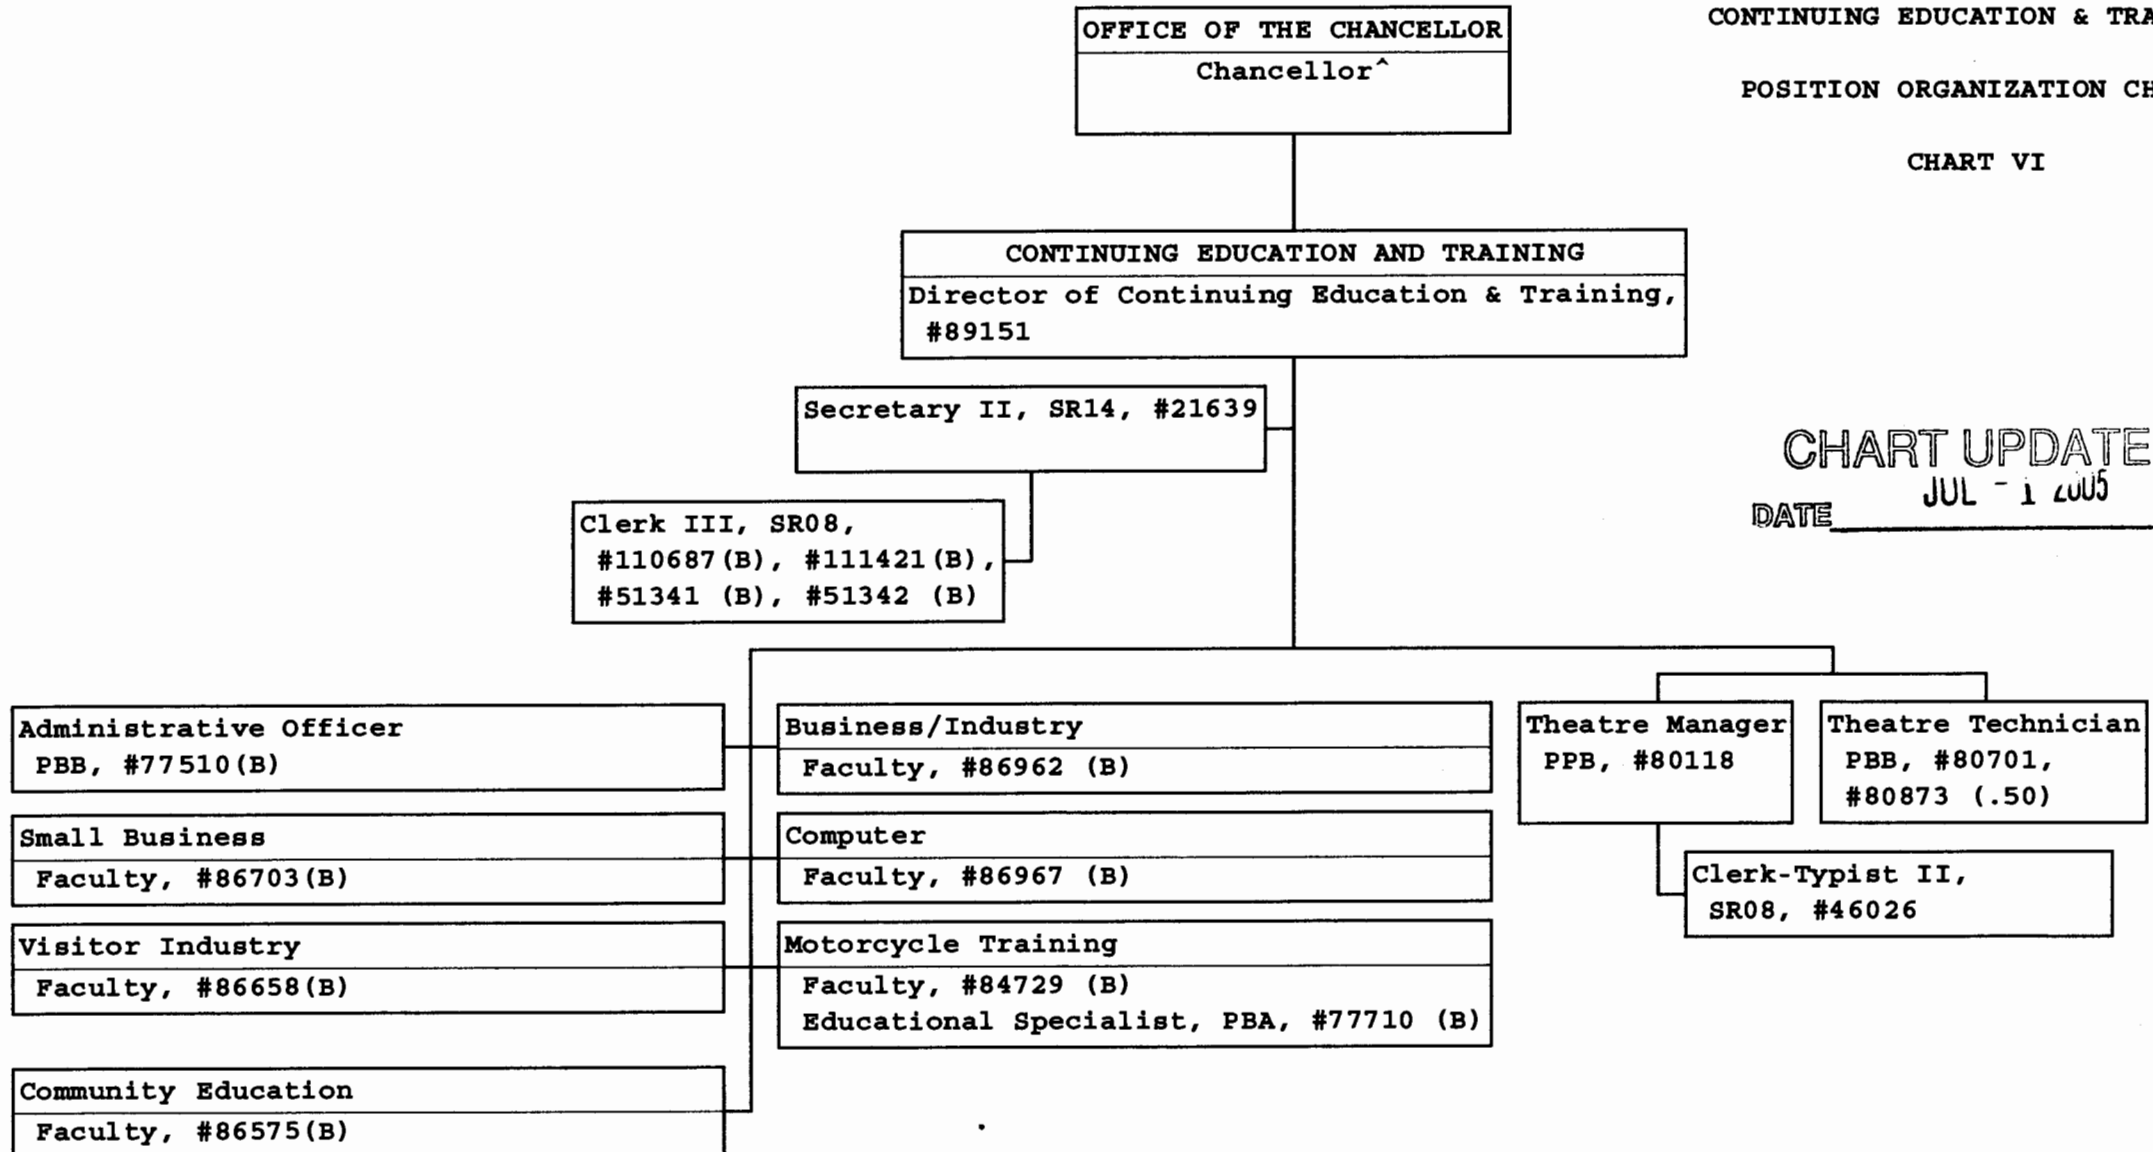 OFFICE OF THE CHANCELLOR
Chancellor^
CONTINUING EDUCATION & TRA
POSITION ORGANIZATION CH
CHART VI
CONTINUING EDUCATION AND TRAINING
Director of Continuing Education & Training,
#89151
Secretary II, SR14, #21639
CHART UPDATE
DATE JUL - 1 2005
Clerk III, SR08,
#110687(B), #111421(B),
#51341 (B), #51342 (B)
Administrative Officer
PBB, #77510(B)
Business/Industry
Faculty, #86962 (B)
Theatre Manager
PPB, #80118
Theatre Technician
PBB, #80701,
#80873 (.50)
Small Business
Faculty, #86703(B)
Computer
Faculty, #86967 (B)
Clerk-Typist II,
SR08, #46026
Visitor Industry
Faculty, #86658(B)
Motorcycle Training
Faculty, #84729 (B)
Educational Specialist, PBA, #77710 (B)
Community Education
Faculty, #86575(B)